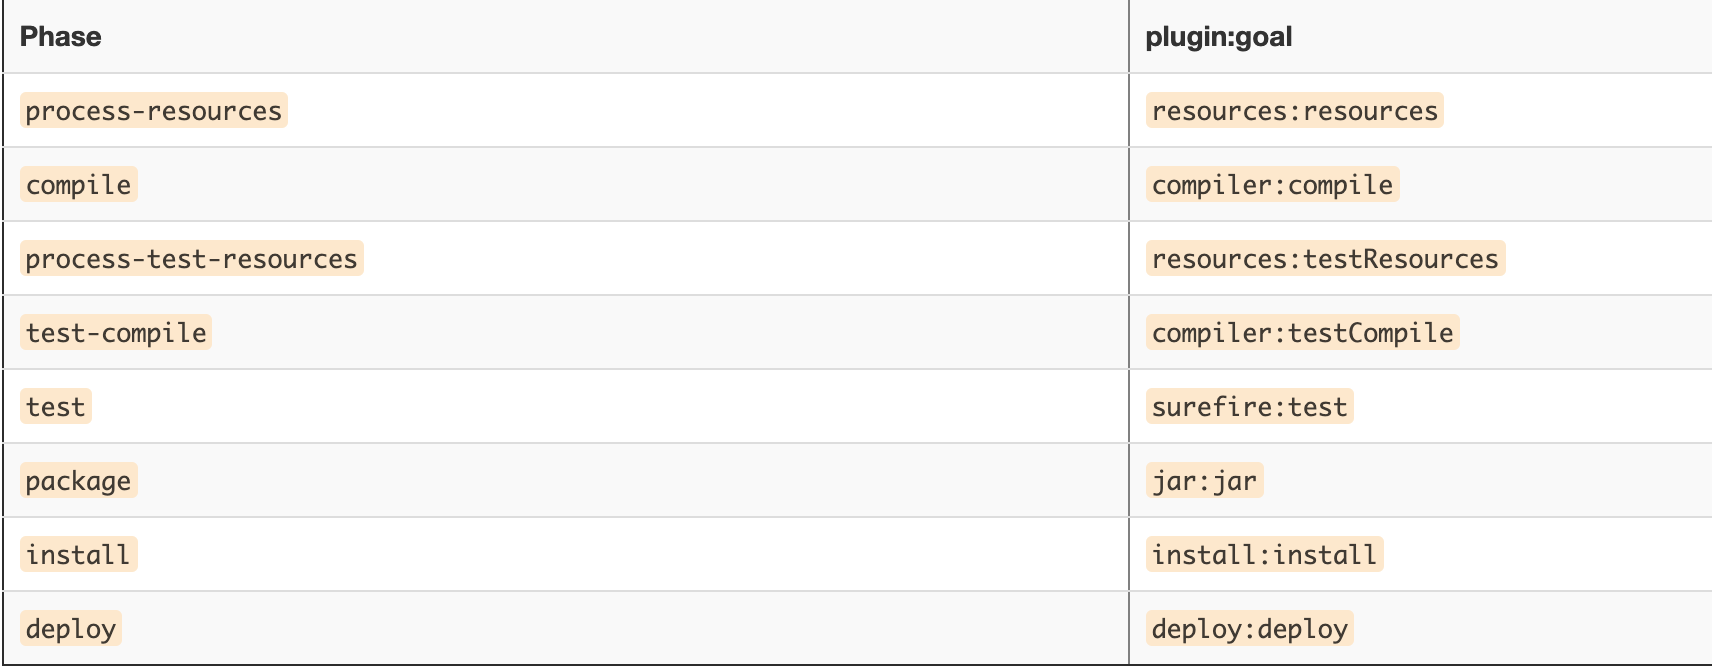 Phase plugin:goal
process-resources resources:resources
compile compiler:compile
process-test-resources resources:testResources
test-compile compiler:testCompile
test surefire:test
package jar:jar
install install:install
deploy deploy:deploy